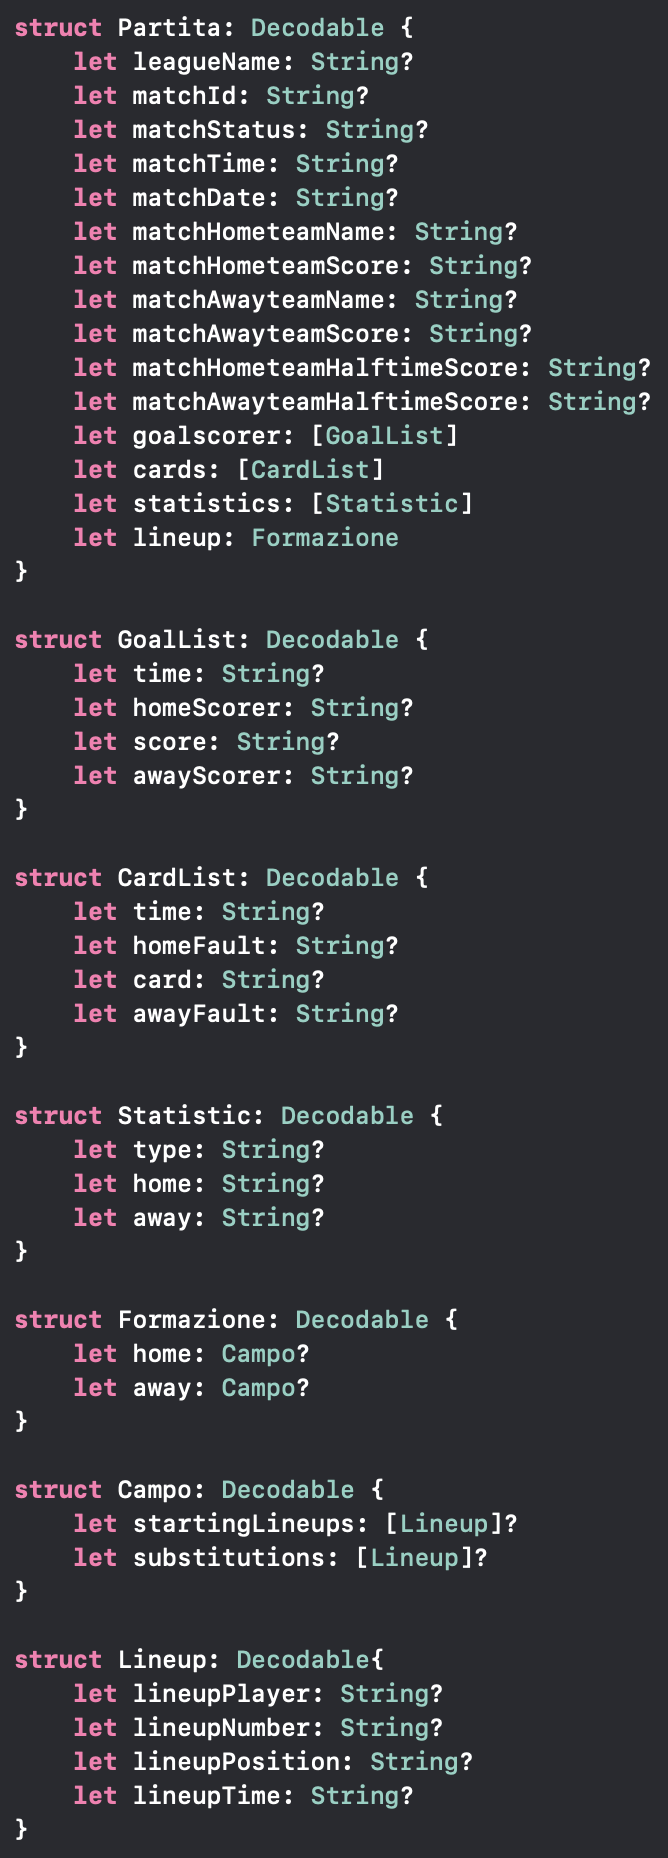 struct Partita: Decodable {
    let leagueName: String?
    let matchId: String?
    let matchStatus: String?
    let matchTime: String?
    let matchDate: String?
    let matchHometeamName: String?
    let matchHometeamScore: String?
    let matchAwayteamName: String?
    let matchAwayteamScore: String?
    let matchHometeamHalftimeScore: String?
    let matchAwayteamHalftimeScore: String?
    let goalscorer: [GoalList]
    let cards: [CardList]
    let statistics: [Statistic]
    let lineup: Formazione
}

struct GoalList: Decodable {
    let time: String?
    let homeScorer: String?
    let score: String?
    let awayScorer: String?
}

struct CardList: Decodable {
    let time: String?
    let homeFault: String?
    let card: String?
    let awayFault: String?
}

struct Statistic: Decodable {
    let type: String?
    let home: String?
    let away: String?
}

struct Formazione: Decodable {
    let home: Campo?
    let away: Campo?
}

struct Campo: Decodable {
    let startingLineups: [Lineup]?
    let substitutions: [Lineup]?
}

struct Lineup: Decodable{
    let lineupPlayer: String?
    let lineupNumber: String?
    let lineupPosition: String?
    let lineupTime: String?
}